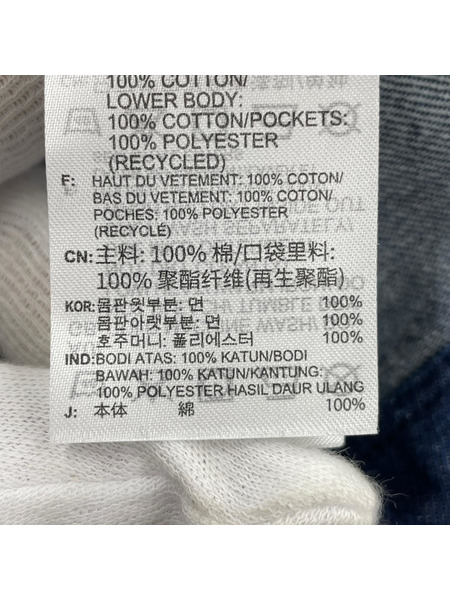 100% COTTON/
LOWER BODY:
100% COTTON/POCKETS:
100% POLYESTER
(RECYCLED)
F: HAUT DU VETEMENT: 100% COTON/
BAS DU VETEMENT: 100% COTON/
POCHES: 100% POLYESTER
(RECYCLÉ)
CN: 主料: 100% 棉/口袋里料:
100% 聚酯纤维(再生聚酯)
KOR: 몸판윗부분: 면 100%
몸판아랫부분: 면 100%
호주머니: 폴리에스터 100%
IND: BODI ATAS: 100% KATUN/BODI
BAWAH: 100% KATUN/KANTUNG:
100% POLYESTER HASIL DAUR ULANG
J: 本体 綿 100%